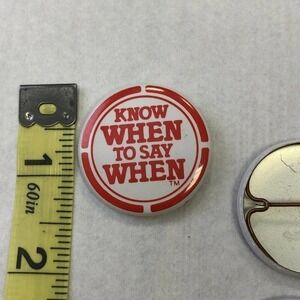 KNOW
WHEN
TO SAY
WHEN
TM
1
60in
2